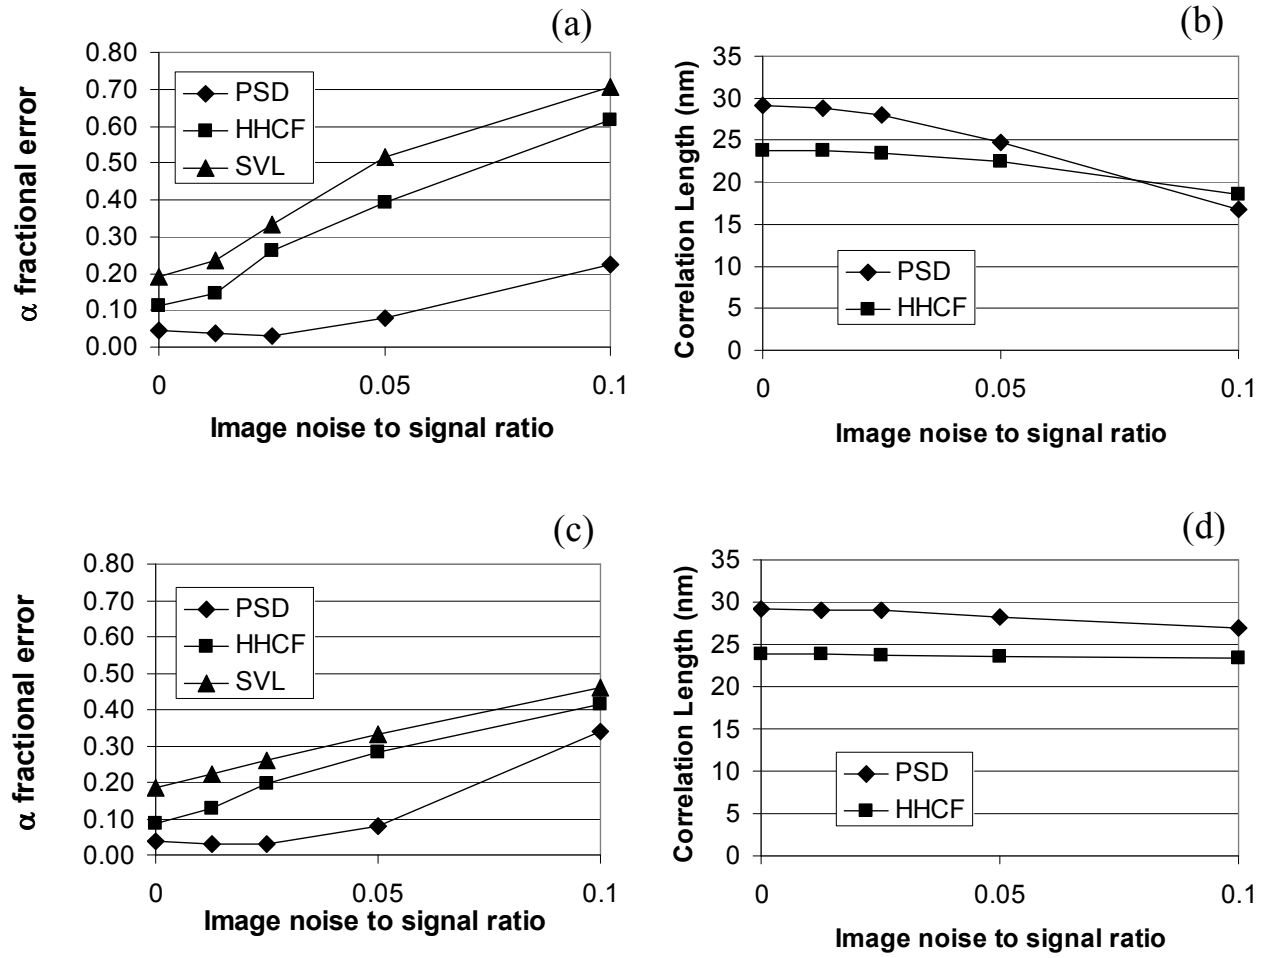 (a)
α fractional error
0.80
0.70
0.60
0.50
0.40
0.30
0.20
0.10
0.00
PSD
HHCF
SVL
0
0.05
0.1
Image noise to signal ratio
(b)
Correlation Length (nm)
35
30
25
20
15
10
5
0
PSD
HHCF
0
0.05
0.1
Image noise to signal ratio
(c)
α fractional error
0.80
0.70
0.60
0.50
0.40
0.30
0.20
0.10
0.00
PSD
HHCF
SVL
0
0.05
0.1
Image noise to signal ratio
(d)
Correlation Length (nm)
35
30
25
20
15
10
5
0
PSD
HHCF
0
0.05
0.1
Image noise to signal ratio